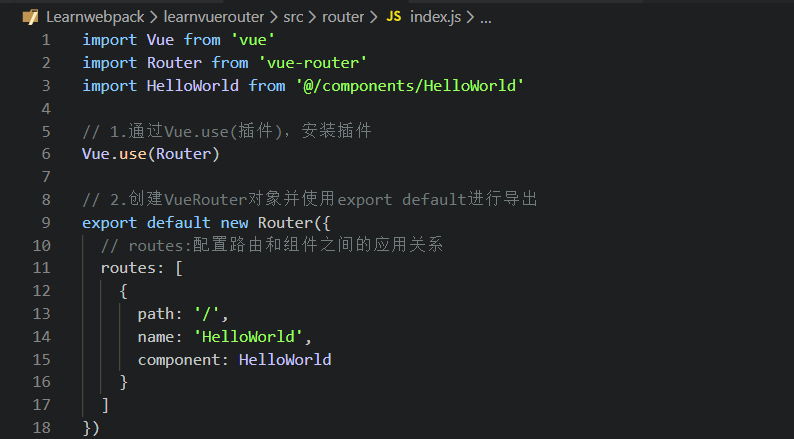 Learnwebpack > learnvuerouter > src > router > JS index.js > ...
1 import Vue from 'vue'
2 import Router from 'vue-router'
3 import HelloWorld from '@/components/HelloWorld'
4
5 // 1.通过Vue.use(插件)，安装插件
6 Vue.use(Router)
7
8 // 2.创建VueRouter对象并使用export default进行导出
9 export default new Router({
10   // routes:配置路由和组件之间的应用关系
11   routes: [
12     {
13       path: '/',
14       name: 'HelloWorld',
15       component: HelloWorld
16     }
17   ]
18 })